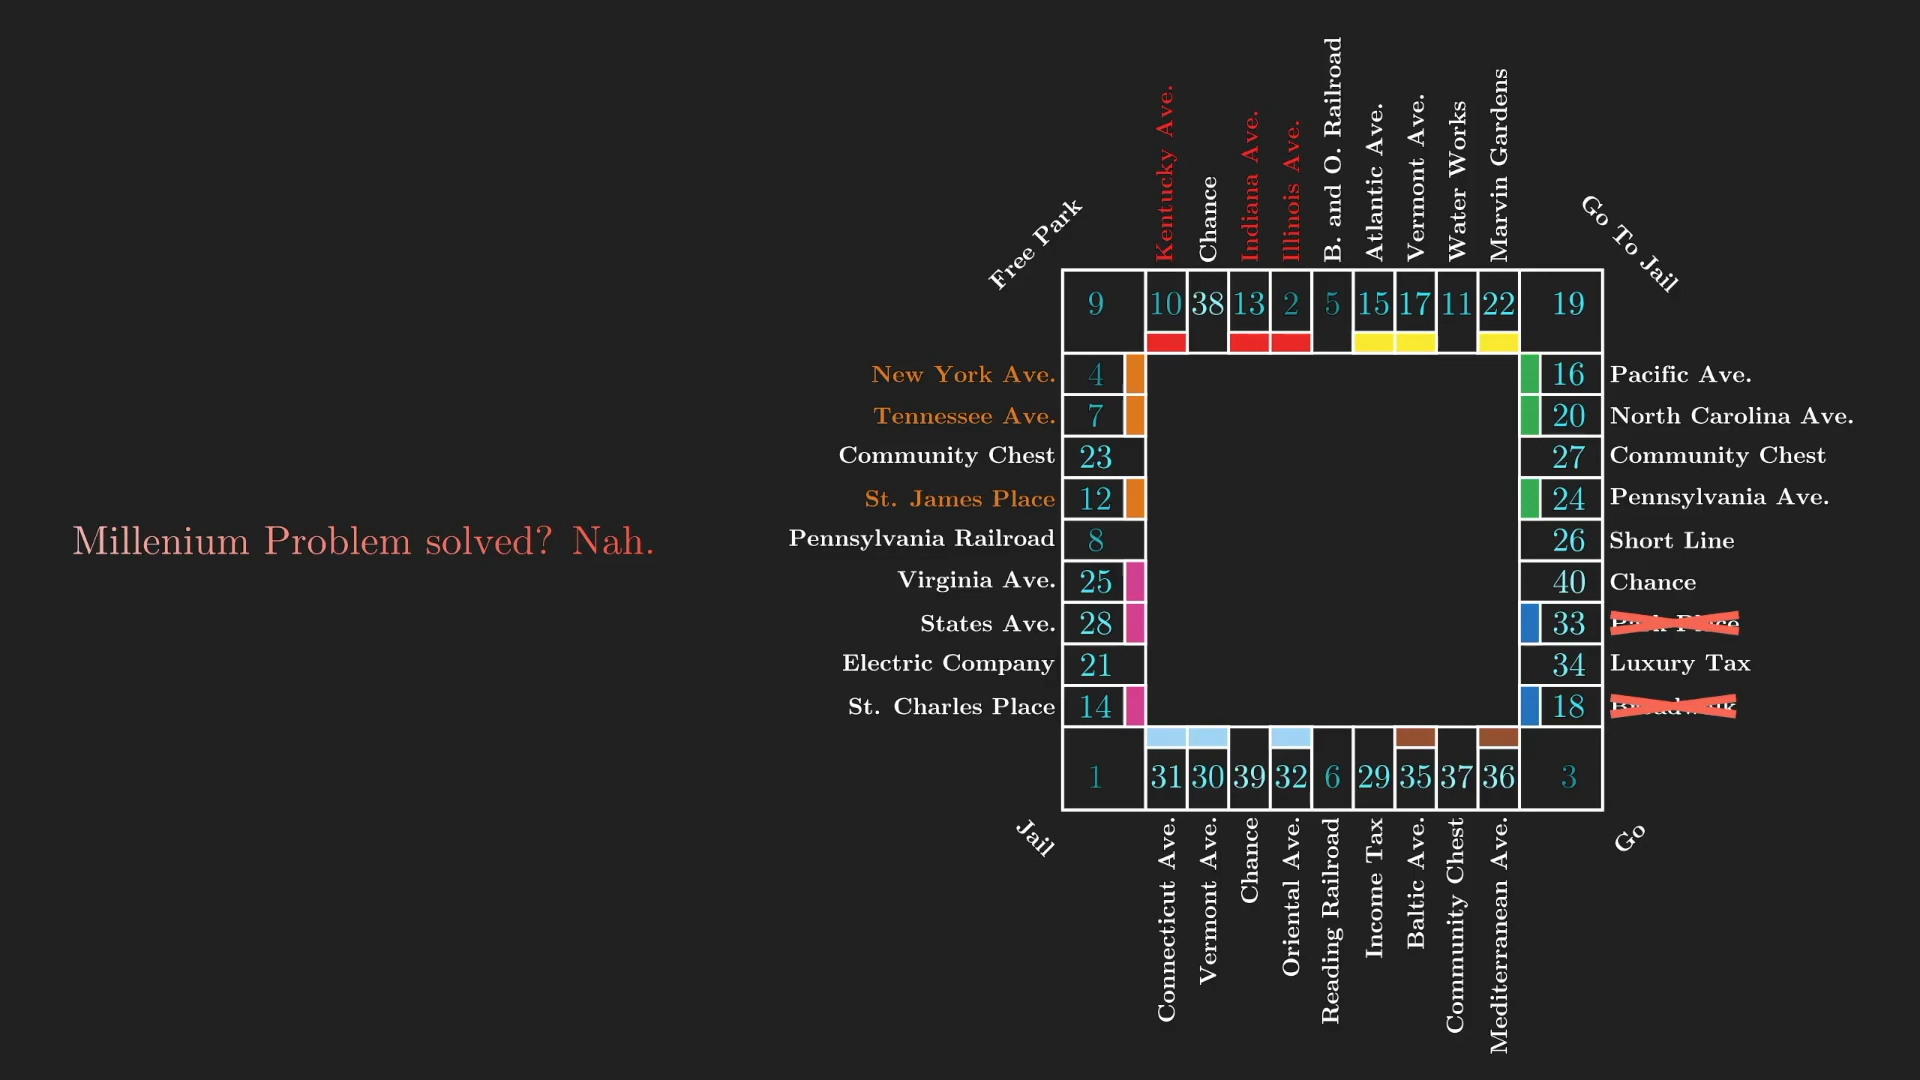 Millenium Problem solved? Nah.
Free Park
Kentucky Ave.
Chance
Indiana Ave.
Illinois Ave.
B. and O. Railroad
Atlantic Ave.
Vermont Ave.
Water Works
Marvin Gardens
Go To Jail
9 10 38 13 2 5 15 17 11 22 19
New York Ave. 4
16 Pacific Ave.
Tennessee Ave. 7
20 North Carolina Ave.
Community Chest 23
27 Community Chest
St. James Place 12
24 Pennsylvania Ave.
Pennsylvania Railroad 8
26 Short Line
Virginia Ave. 25
40 Chance
States Ave. 28
33
Electric Company 21
34 Luxury Tax
St. Charles Place 14
18
1 31 30 39 32 6 29 35 37 36 3
Jail
Connecticut Ave.
Vermont Ave.
Chance
Oriental Ave.
Reading Railroad
Income Tax
Baltic Ave.
Community Chest
Mediterranean Ave.
Go